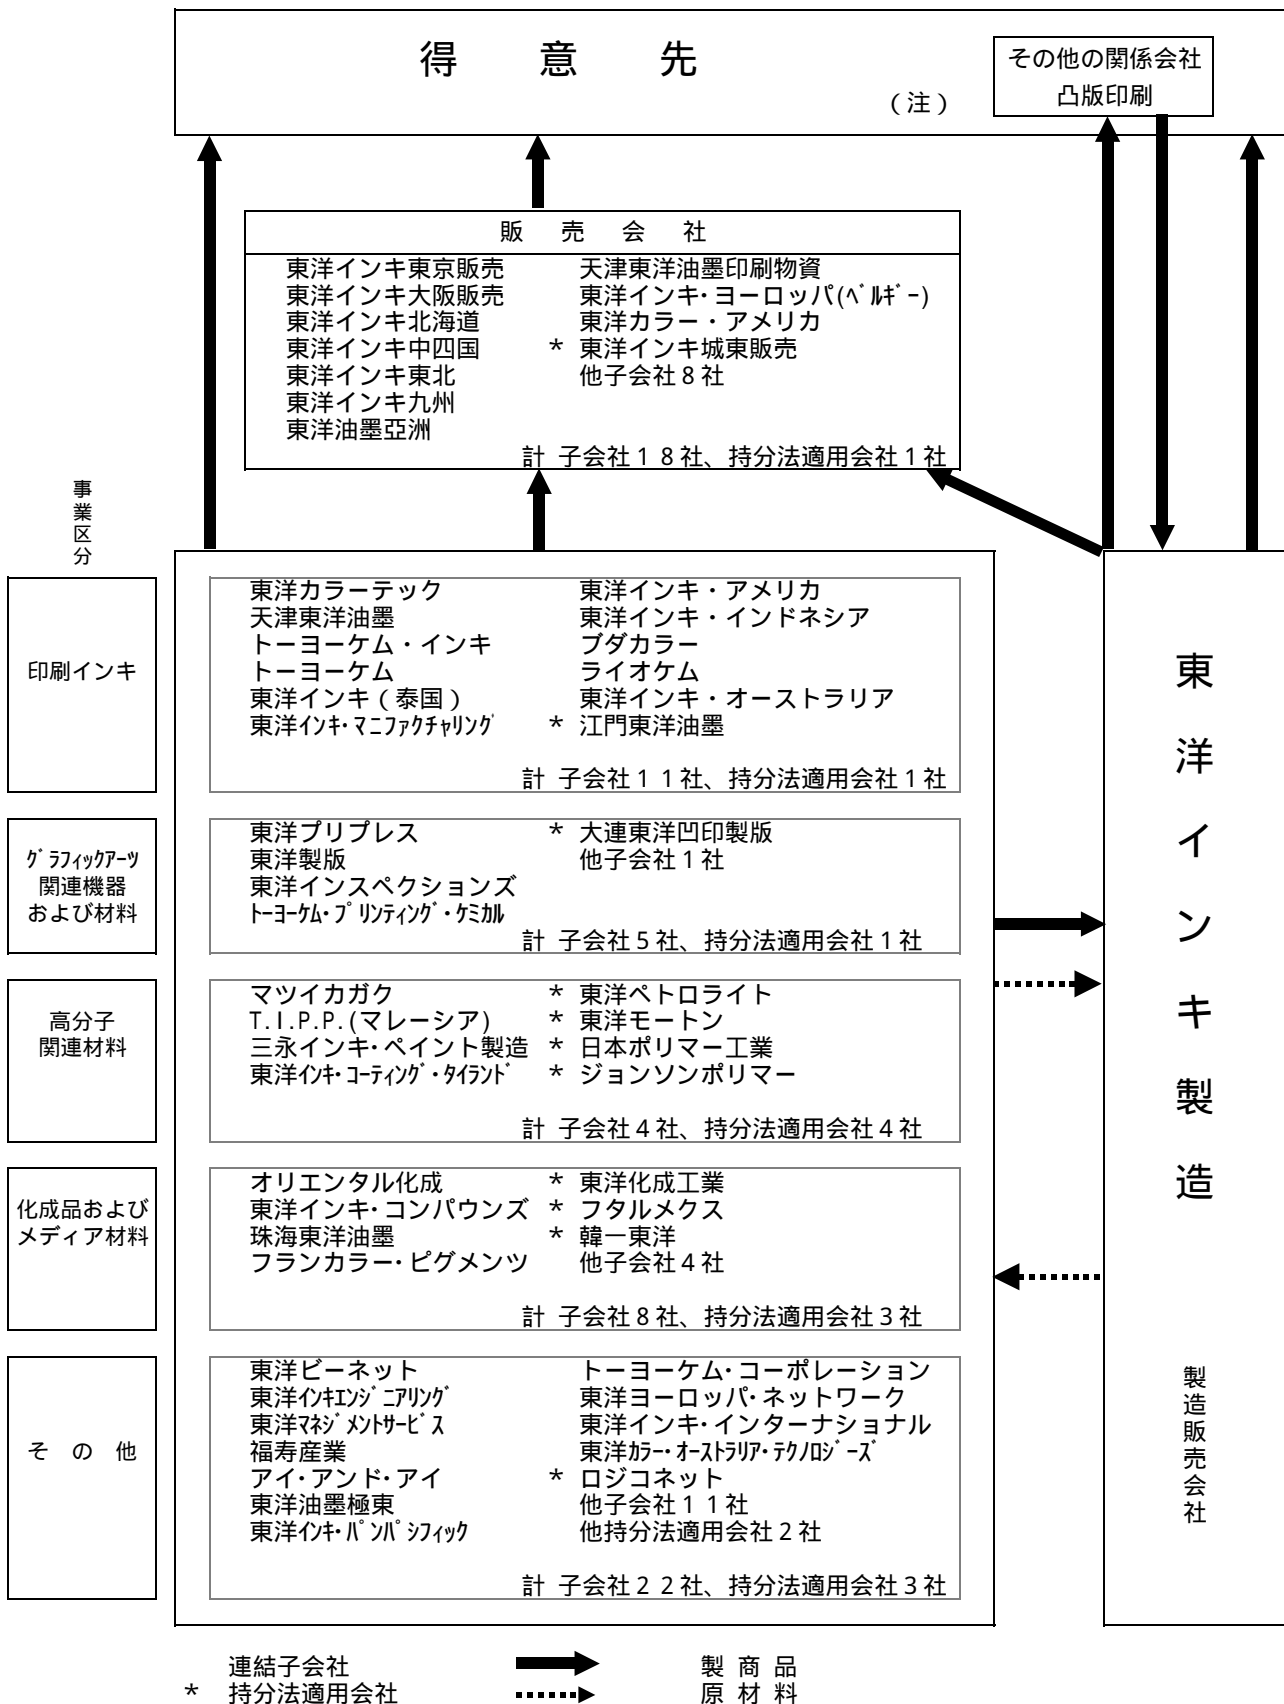 得 意 先
(注)
その他の関係会社
凸版印刷
販 売 会 社
東洋インキ東京販売 天津東洋油墨印刷物資
東洋インキ大阪販売 東洋インキ・ヨーロッパ(ベルギー)
東洋インキ北海道 東洋カラー・アメリカ
東洋インキ中四国 * 東洋インキ城東販売
東洋インキ東北 他子会社8社
東洋インキ九州
東洋油墨亞洲
計 子会社18社、持分法適用会社1社
事業区分
印刷インキ
東洋カラーテック 東洋インキ・アメリカ
天津東洋油墨 東洋インキ・インドネシア
トーヨーケム・インキ ブダカラー
トーヨーケム ライオケム
東洋インキ(泰国) 東洋インキ・オーストラリア
東洋インキ・マニファクチャリング * 江門東洋油墨
計 子会社11社、持分法適用会社1社
グラフィックアーツ
関連機器
および材料
東洋プリプレス * 大連東洋凹印製版
東洋製版 他子会社1社
東洋インスペクションズ
トーヨーケム・プリンティング・ケミカル
計 子会社5社、持分法適用会社1社
高分子
関連材料
マツイカガク * 東洋ペトロライト
T.I.P.P.(マレーシア) * 東洋モートン
三永インキ・ペイント製造 * 日本ポリマー工業
東洋インキ・コーティング・タイランド * ジョンソンポリマー
計 子会社4社、持分法適用会社4社
化成品および
メディア材料
オリエンタル化成 * 東洋化成工業
東洋インキ・コンパウンズ * フタルメクス
珠海東洋油墨 * 韓一東洋
フランカラー・ピグメンツ 他子会社4社
計 子会社8社、持分法適用会社3社
そ の 他
東洋ビーネット トーヨーケム・コーポレーション
東洋インキエンジニアリング 東洋ヨーロッパ・ネットワーク
東洋マネジメントサービス 東洋インキ・インターナショナル
福寿産業 東洋カラー・オーストラリア・テクノロジーズ
アイ・アンド・アイ * ロジコネット
東洋油墨極東 他子会社11社
東洋インキ・パンパシフィック 他持分法適用会社2社
計 子会社22社、持分法適用会社3社
東洋インキ製造
製造販売会社
連結子会社 製 商 品
* 持分法適用会社 原 材 料